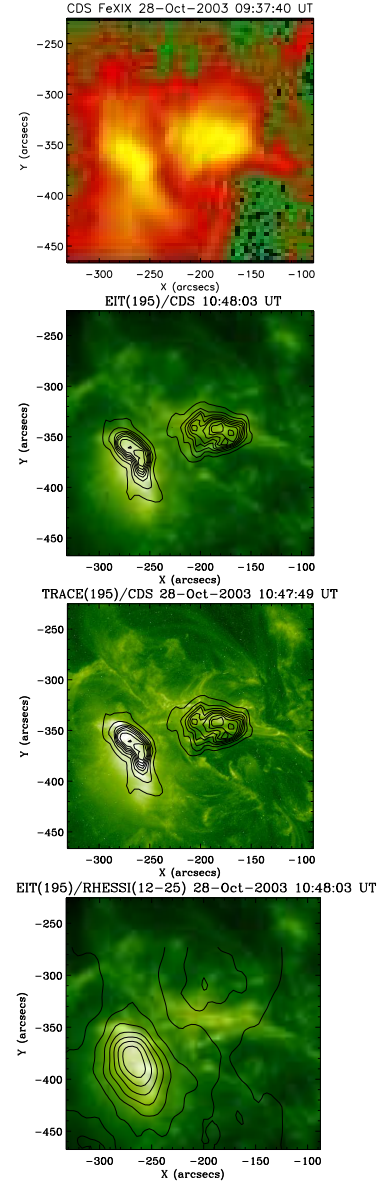 CDS FeXIX 28-Oct-2003 09:37:40 UT
-250
-300
-350
-400
-450
Y (arcsecs)
-300 -250 -200 -150 -100
X (arcsecs)
EIT(195)/CDS 10:48:03 UT
-250
-300
-350
-400
-450
Y (arcsecs)
-300 -250 -200 -150 -100
X (arcsecs)
TRACE(195)/CDS 28-Oct-2003 10:47:49 UT
-250
-300
-350
-400
-450
Y (arcsecs)
-300 -250 -200 -150 -100
X (arcsecs)
EIT(195)/RHESSI(12-25) 28-Oct-2003 10:48:03 UT
-250
-300
-350
-400
-450
Y (arcsecs)
-300 -250 -200 -150 -100
X (arcsecs)